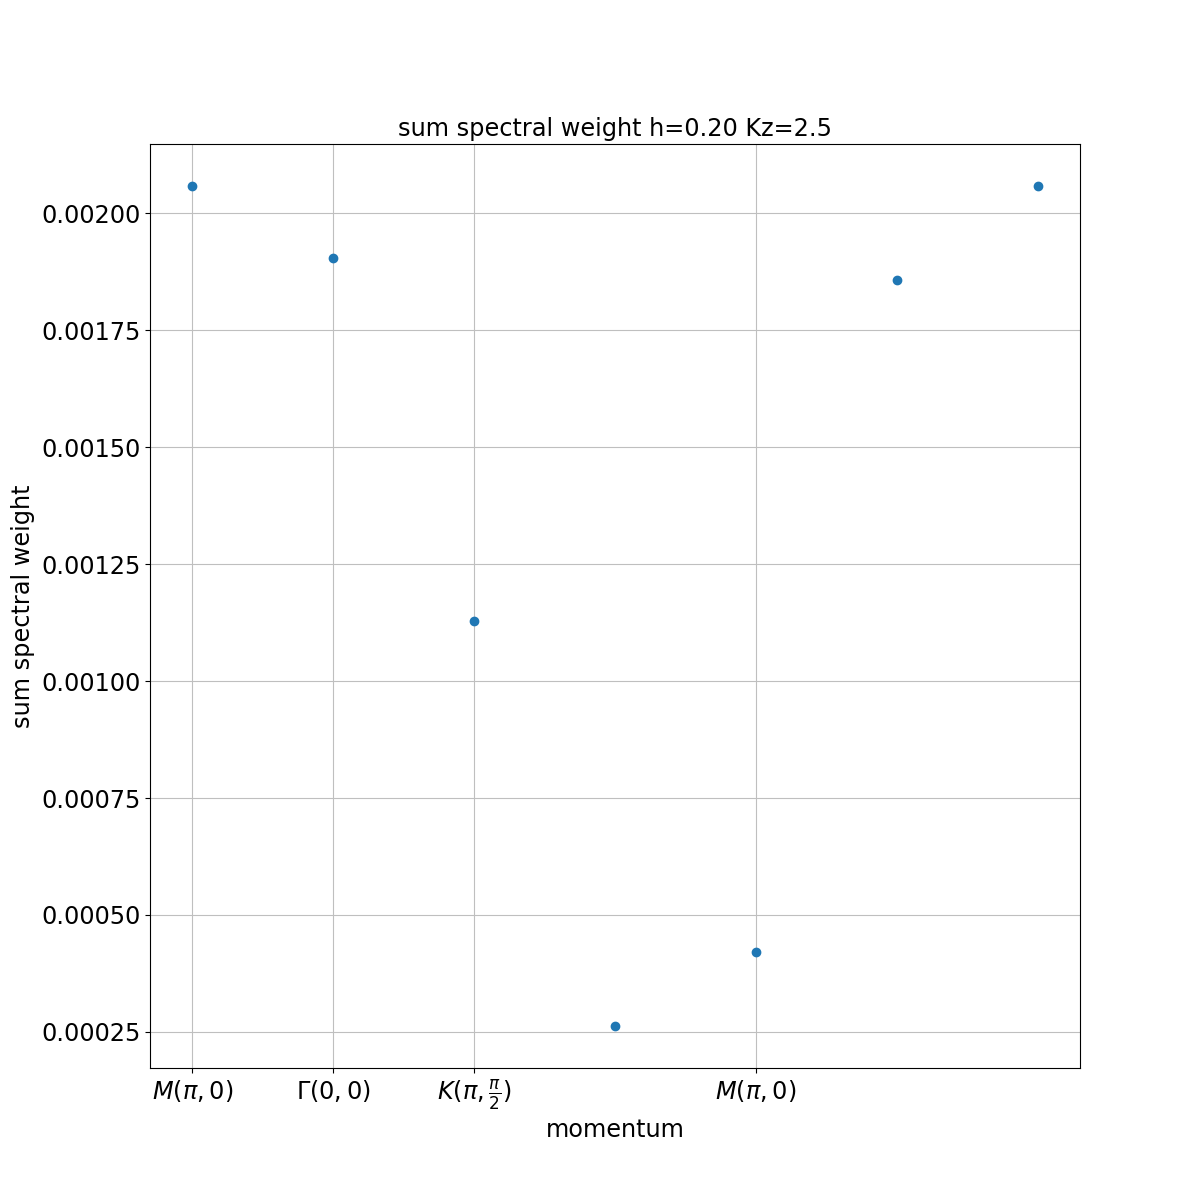 sum spectral weight h=0.20 Kz=2.5
0.00200
0.00175
0.00150
0.00125
0.00100
0.00075
0.00050
0.00025
sum spectral weight
M(π, 0) Γ(0, 0) K(π, π/2) M(π, 0)
momentum